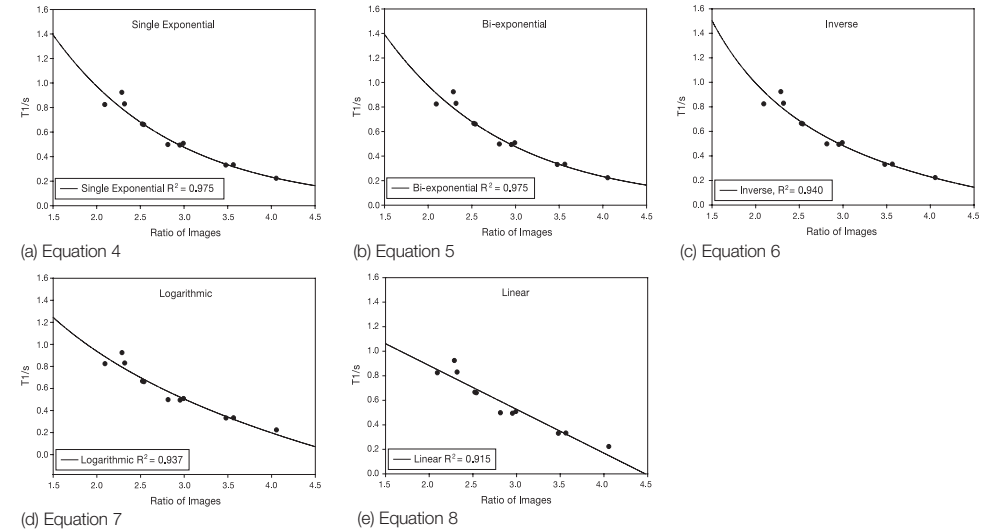 Single Exponential
1.6
1.4
1.2
1.0
0.8
0.6
0.4
0.2
0.0
T1/s
Single Exponential R² = 0.975
1.5 2.0 2.5 3.0 3.5 4.0 4.5
Ratio of Images
(a) Equation 4
Bi-exponential
1.6
1.4
1.2
1.0
0.8
0.6
0.4
0.2
0.0
T1/s
Bi-exponential R² = 0.975
1.5 2.0 2.5 3.0 3.5 4.0 4.5
Ratio of Images
(b) Equation 5
Inverse
1.6
1.4
1.2
1.0
0.8
0.6
0.4
0.2
0.0
T1/s
Inverse, R² = 0.940
1.5 2.0 2.5 3.0 3.5 4.0 4.5
Ratio of Images
(c) Equation 6
Logarithmic
1.6
1.4
1.2
1.0
0.8
0.6
0.4
0.2
0.0
T1/s
Logarithmic R² = 0.937
1.5 2.0 2.5 3.0 3.5 4.0 4.5
Ratio of Images
(d) Equation 7
Linear
1.6
1.4
1.2
1.0
0.8
0.6
0.4
0.2
0.0
T1/s
Linear R² = 0.915
1.5 2.0 2.5 3.0 3.5 4.0 4.5
Ratio of Images
(e) Equation 8